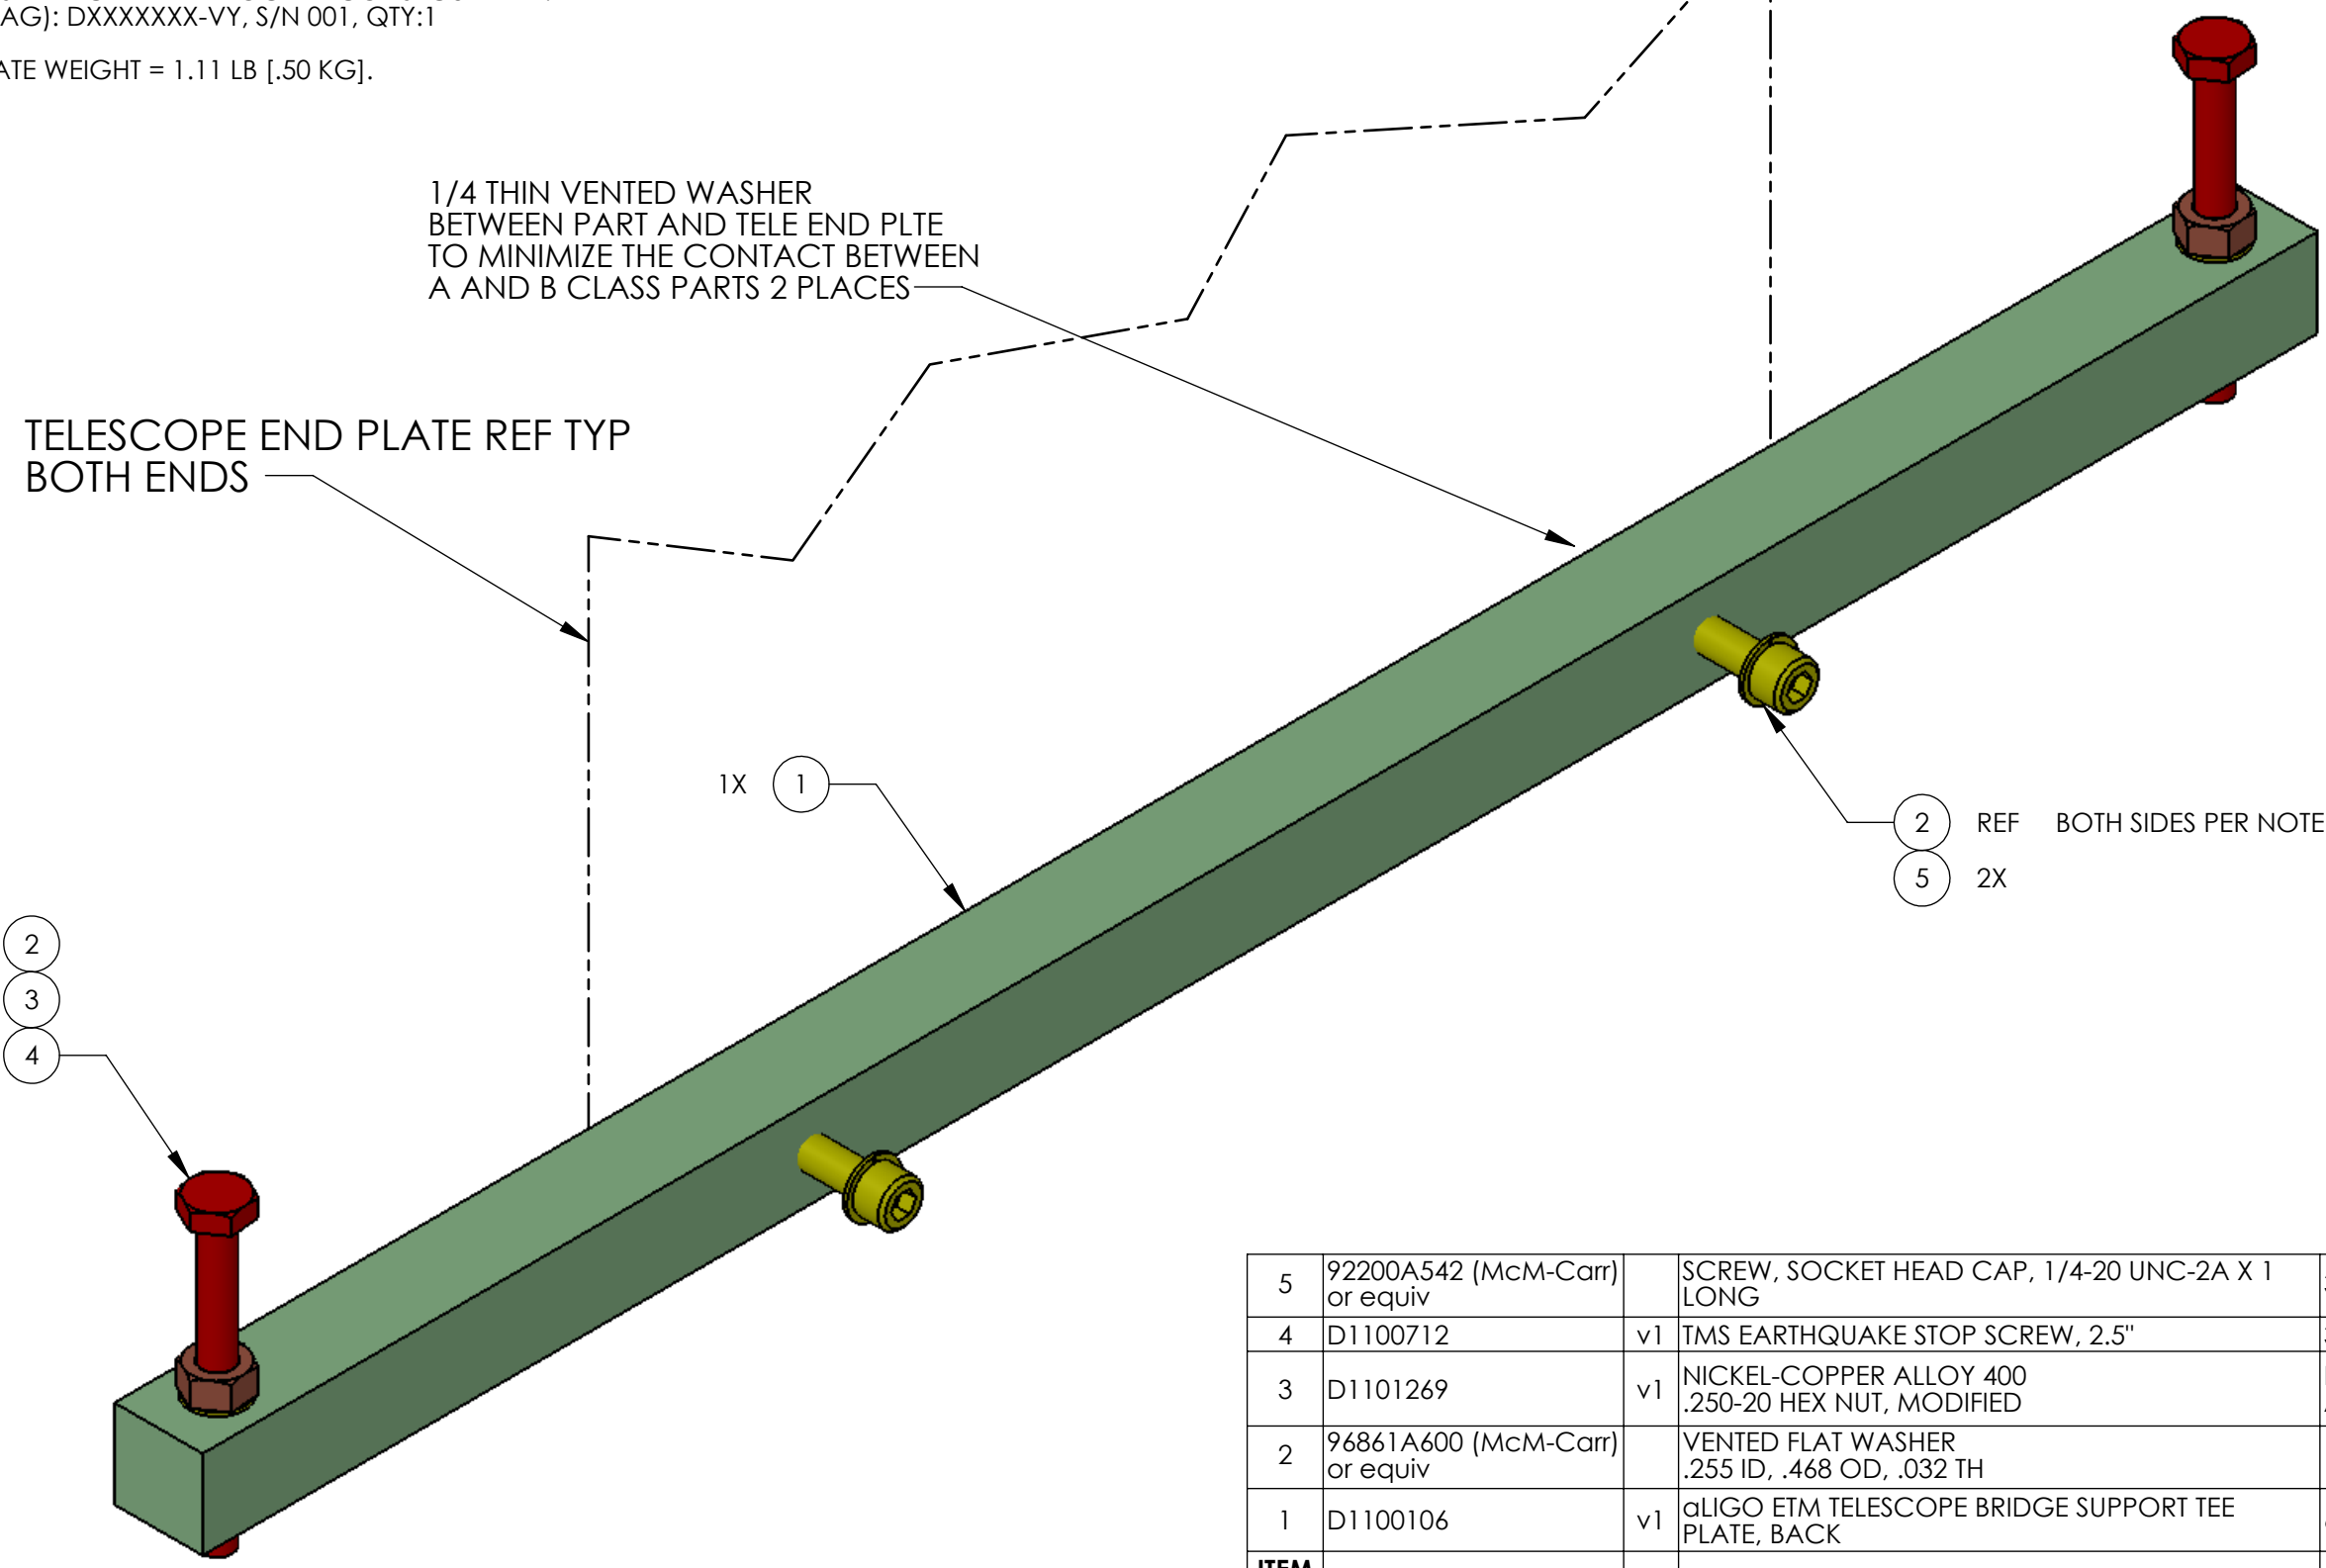 AG): DXXXXXXX-VY, S/N 001, QTY:1
ATE WEIGHT = 1.11 LB [.50 KG].
1/4 THIN VENTED WASHER
BETWEEN PART AND TELE END PLTE
TO MINIMIZE THE CONTACT BETWEEN
A AND B CLASS PARTS 2 PLACES
TELESCOPE END PLATE REF TYP
BOTH ENDS
1X 1
2 REF BOTH SIDES PER NOTE
5 2X
2
3
4
5 92200A542 (McM-Carr) or equiv SCREW, SOCKET HEAD CAP, 1/4-20 UNC-2A X 1 LONG
4 D1100712 v1 TMS EARTHQUAKE STOP SCREW, 2.5"
3 D1101269 v1 NICKEL-COPPER ALLOY 400 .250-20 HEX NUT, MODIFIED
2 96861A600 (McM-Carr) or equiv VENTED FLAT WASHER .255 ID, .468 OD, .032 TH
1 D1100106 v1 aLIGO ETM TELESCOPE BRIDGE SUPPORT TEE PLATE, BACK
ITEM